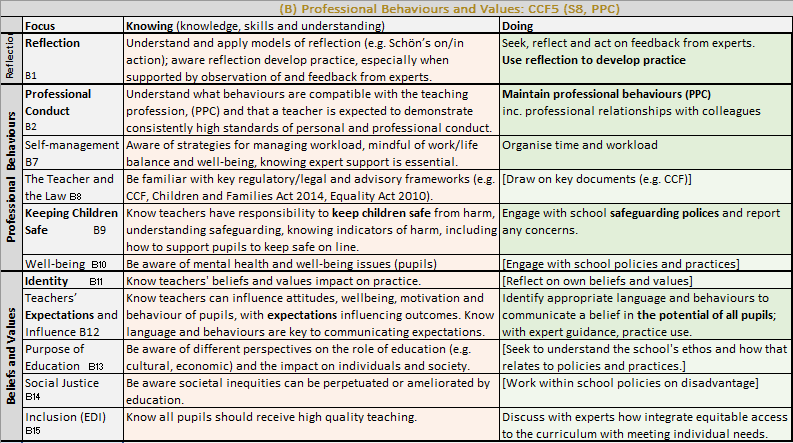 (B) Professional Behaviours and Values: CCF5 (S8, PPC)
Focus
Knowing (knowledge, skills and understanding)
Doing
Reflection
Reflection
B1
Understand and apply models of reflection (e.g. Schön's on/in
action); aware reflection develop practice, especially when
supported by observation of and feedback from experts.
Seek, reflect and act on feedback from experts.
Use reflection to develop practice
Professional Behaviours
Professional
Conduct
B2
Understand what behaviours are compatible with the teaching
profession, (PPC) and that a teacher is expected to demonstrate
consistently high standards of personal and professional conduct.
Maintain professional behaviours (PPC)
inc. professional relationships with colleagues
Self-management
B7
Aware of strategies for managing workload, mindful of work/life
balance and well-being, knowing expert support is essential.
Organise time and workload
The Teacher and
the Law B8
Be familiar with key regulatory/legal and advisory frameworks (e.g.
CCF, Children and Families Act 2014, Equality Act 2010).
[Draw on key documents (e.g. CCF)]
Keeping Children
Safe B9
Know teachers have responsibility to keep children safe from harm,
understanding safeguarding, knowing indicators of harm, including
how to support pupils to keep safe on line.
Engage with school safeguarding polices and report
any concerns.
Well-being B10
Be aware of mental health and well-being issues (pupils)
[Engage with school policies and practices]
Beliefs and Values
Identity B11
Know teachers' beliefs and values impact on practice.
[Reflect on own beliefs and values]
Teachers'
Expectations and
Influence B12
Know teachers can influence attitudes, wellbeing, motivation and
behaviour of pupils, with expectations influencing outcomes. Know
language and behaviours are key to communicating expectations.
Identify appropriate language and behaviours to
communicate a belief in the potential of all pupils;
with expert guidance, practice use.
Purpose of
Education B13
Be aware of different perspectives on the role of education (e.g.
cultural, economic) and the impact on individuals and society.
[Seek to understand the school's ethos and how that
relates to policies and practices.]
Social Justice
B14
Be aware societal inequities can be perpetuated or ameliorated by
education.
[Work within school policies on disadvantage]
Inclusion (EDI)
B15
Know all pupils should receive high quality teaching.
Discuss with experts how integrate equitable access
to the curriculum with meeting individual needs.